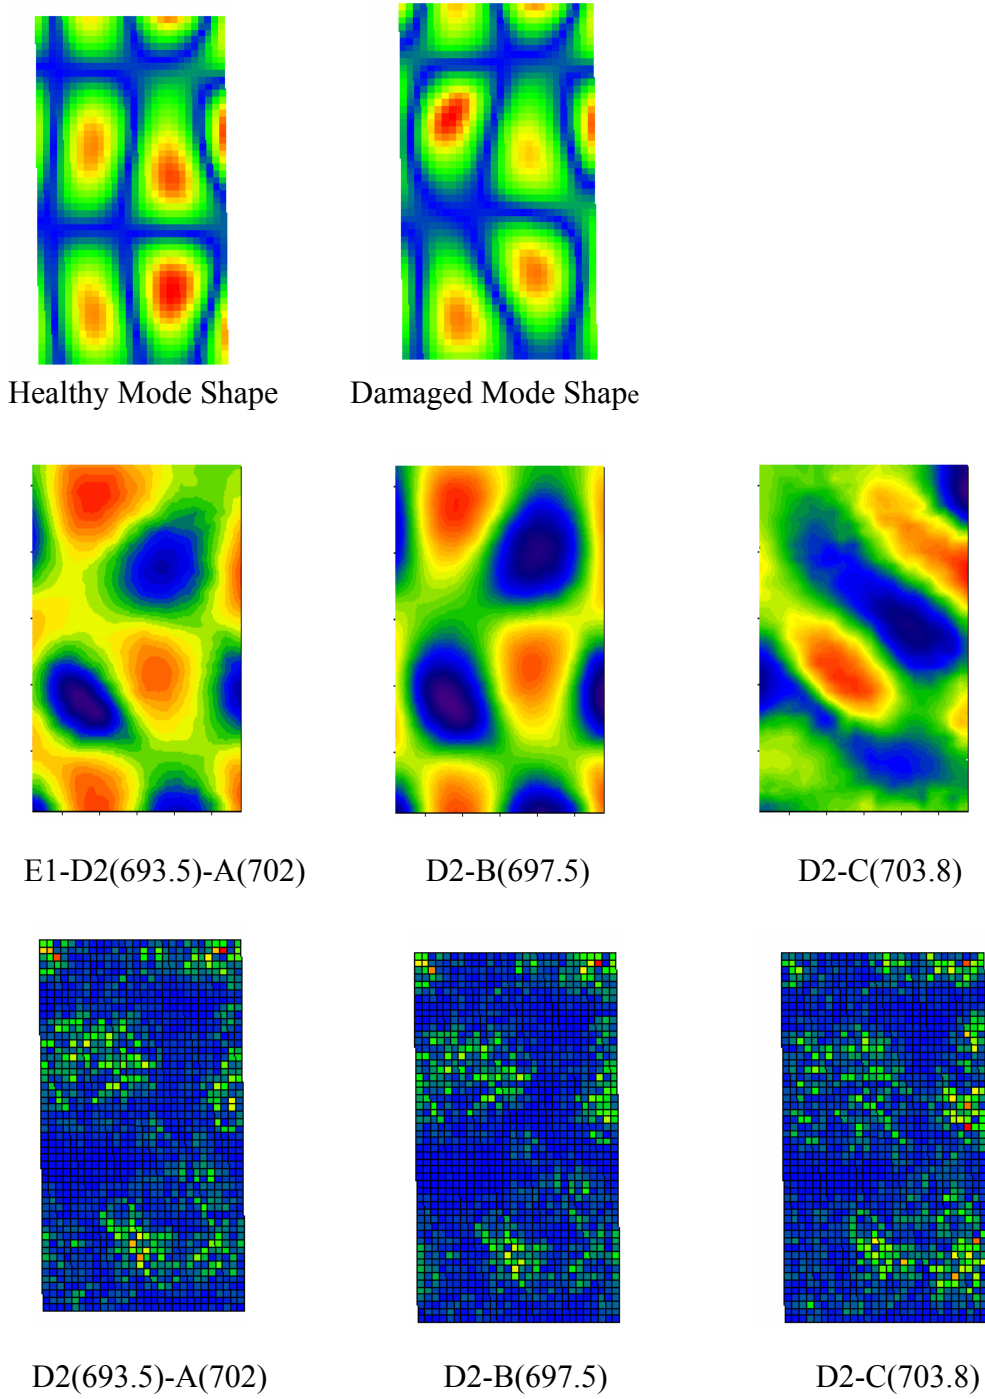 Healthy Mode Shape
Damaged Mode Shape
E1-D2(693.5)-A(702)
D2-B(697.5)
D2-C(703.8)
D2(693.5)-A(702)
D2-B(697.5)
D2-C(703.8)